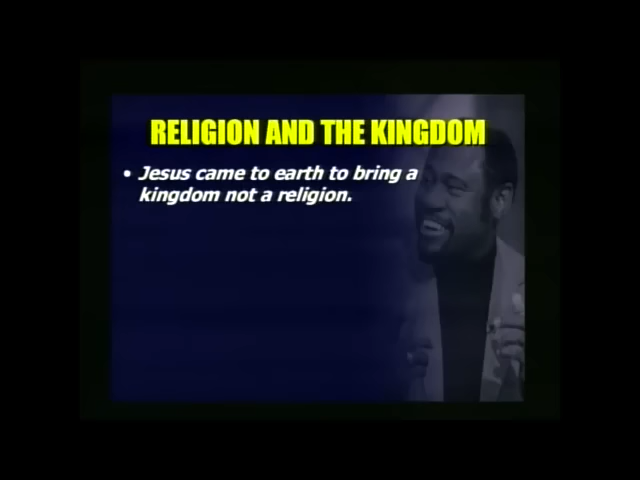 RELIGION AND THE KINGDOM
• Jesus came to earth to bring a
kingdom not a religion.